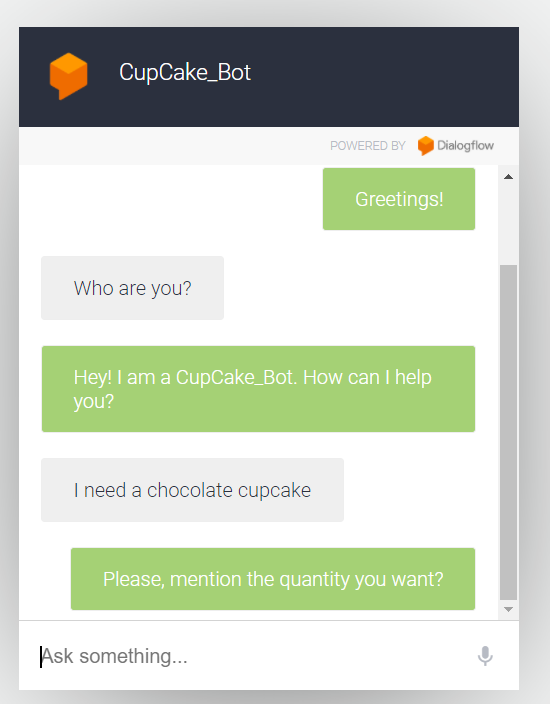 CupCake_Bot
POWERED BY Dialogflow
Greetings!
Who are you?
Hey! I am a CupCake_Bot. How can I help
you?
I need a chocolate cupcake
Please, mention the quantity you want?
Ask something...